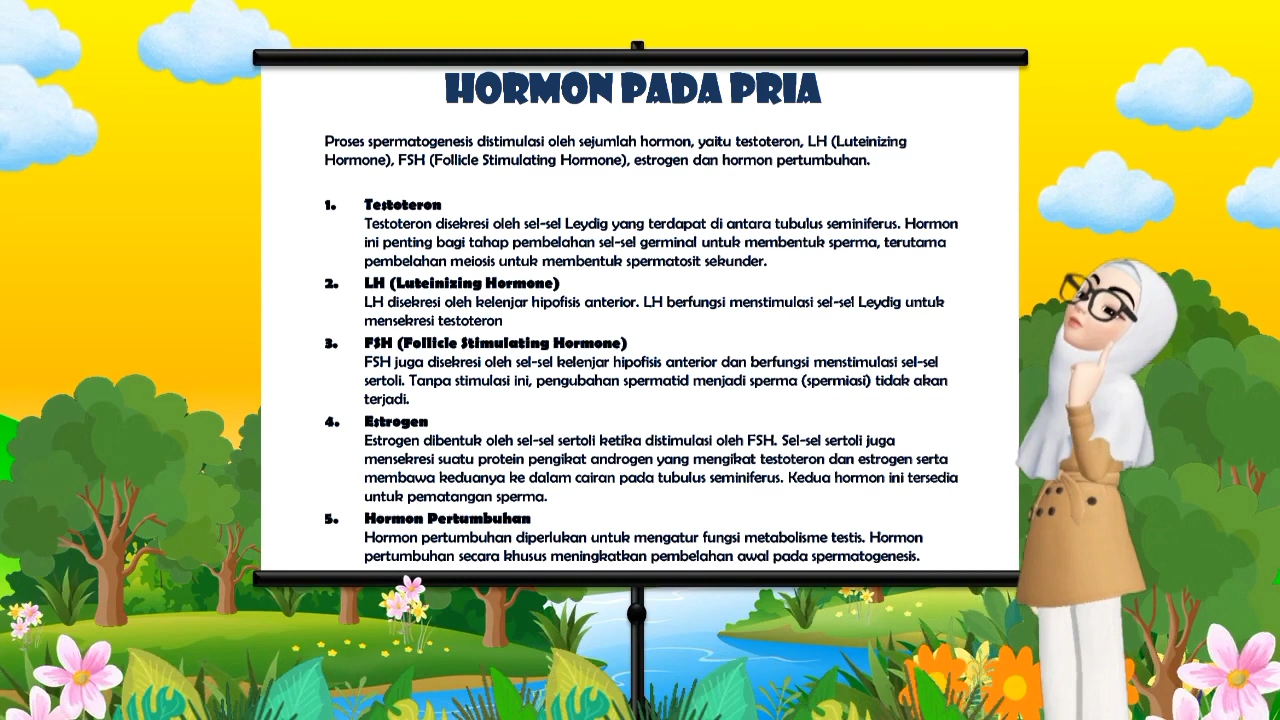 HORMON PADA PRIA
Proses spermatogenesis distimulasi oleh sejumlah hormon, yaitu testoteron, LH (Luteinizing
Hormone), FSH (Follicle Stimulating Hormone), estrogen dan hormon pertumbuhan.
1. Testoteron
Testoteron disekresi oleh sel-sel Leydig yang terdapat di antara tubulus seminiferus. Hormon
ini penting bagi tahap pembelahan sel-sel germinal untuk membentuk sperma, terutama
pembelahan meiosis untuk membentuk spermatosit sekunder.
2. LH (Luteinizing Hormone)
LH disekresi oleh kelenjar hipofisis anterior. LH berfungsi menstimulasi sel-sel Leydig untuk
mensekresi testoteron
3. FSH (Follicle Stimulating Hormone)
FSH juga disekresi oleh sel-sel kelenjar hipofisis anterior dan berfungsi menstimulasi sel-sel
sertoli. Tanpa stimulasi ini, pengubahan spermatid menjadi sperma (spermiasi) tidak akan
terjadi.
4. Estrogen
Estrogen dibentuk oleh sel-sel sertoli ketika distimulasi oleh FSH. Sel-sel sertoli juga
mensekresi suatu protein pengikat androgen yang mengikat testoteron dan estrogen serta
membawa keduanya ke dalam cairan pada tubulus seminiferus. Kedua hormon ini tersedia
untuk pematangan sperma.
5. Hormon Pertumbuhan
Hormon pertumbuhan diperlukan untuk mengatur fungsi metabolisme testis. Hormon
pertumbuhan secara khusus meningkatkan pembelahan awal pada spermatogenesis.